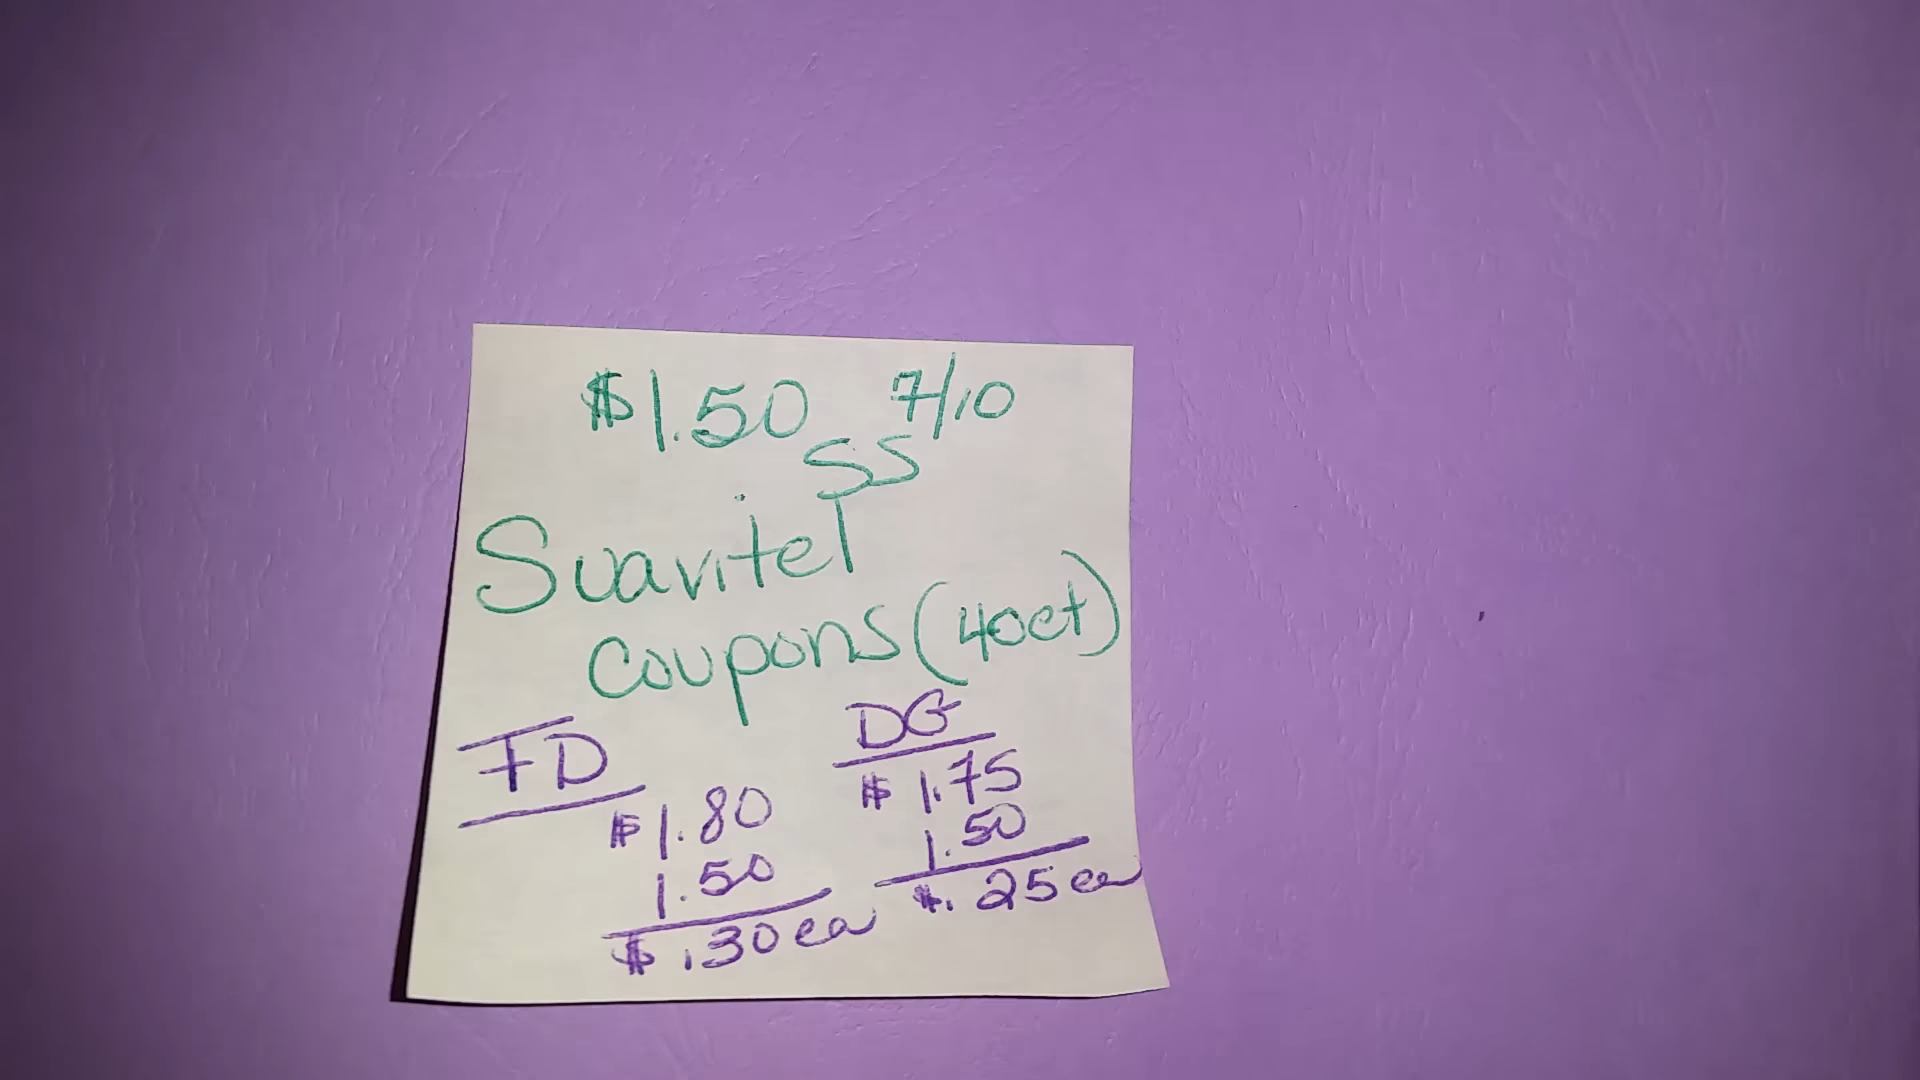 $1.50 7/10
SS
Suavitel
Coupons (40ct)
FD
$1.80
1.50
$.30 ea
DG
$1.75
1.50
$.25 ea